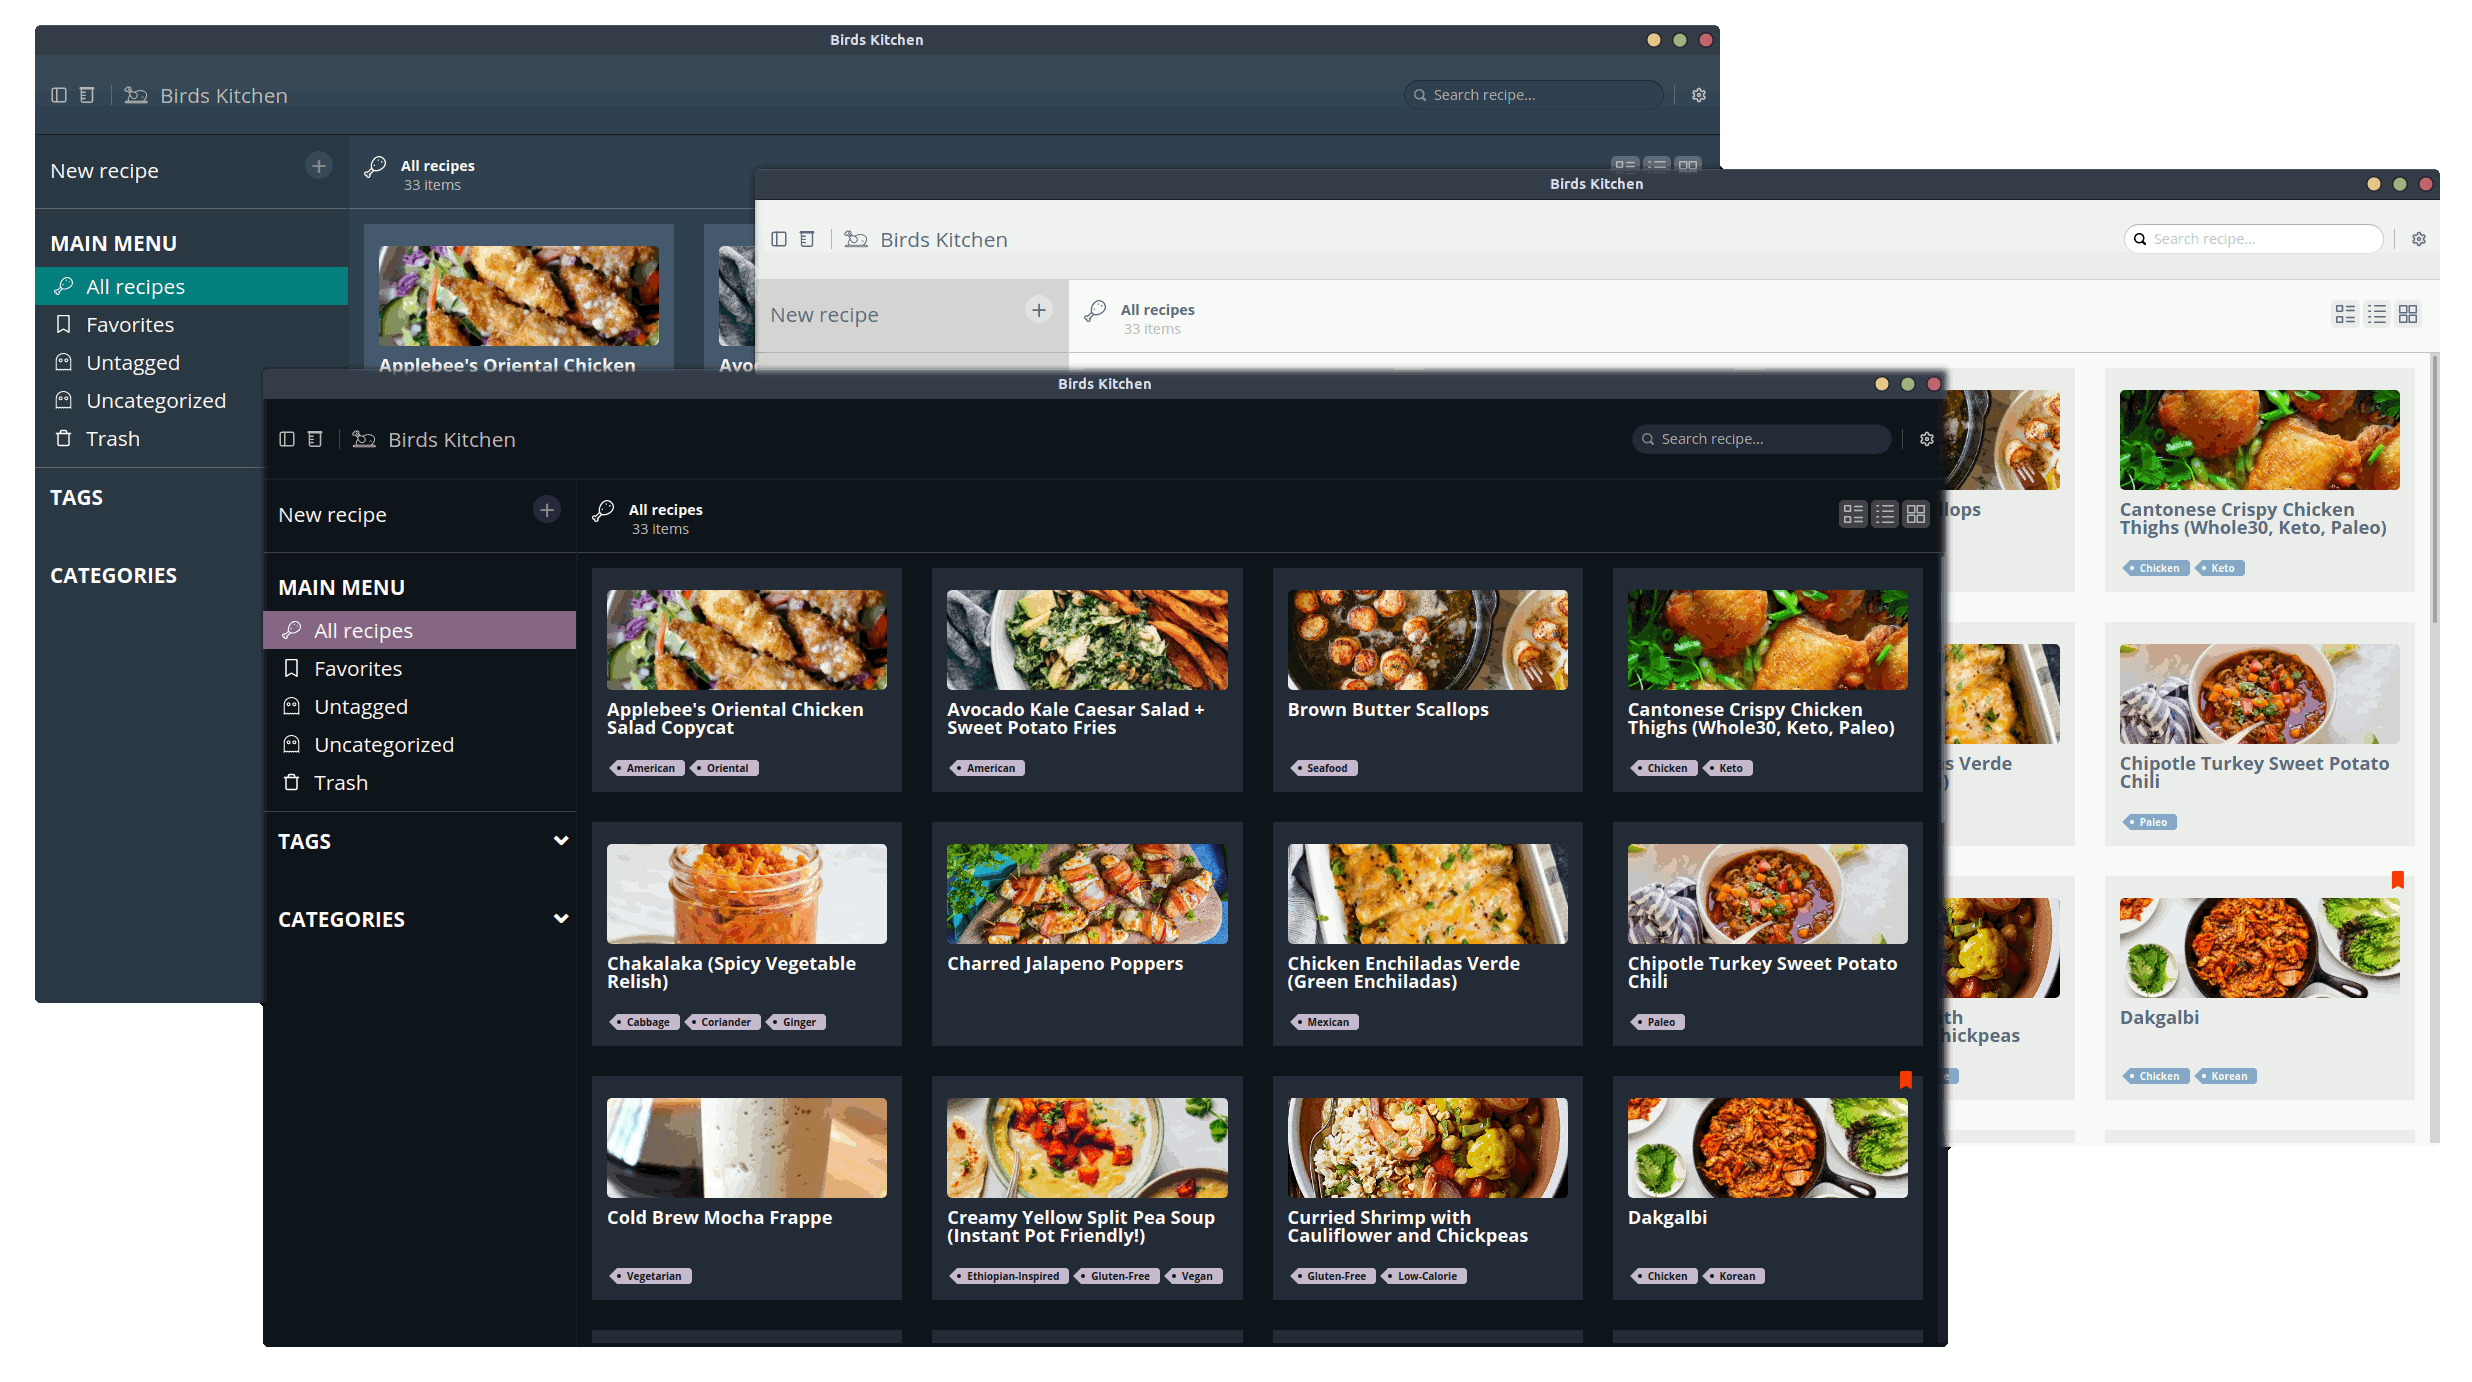 Birds Kitchen
Birds Kitchen
Search recipe...
New recipe
All recipes
33 items
MAIN MENU
All recipes
Favorites
Untagged
Uncategorized
Trash
TAGS
CATEGORIES
Applebee's Oriental Chicken
Avo
Birds Kitchen
Birds Kitchen
Search recipe...
New recipe
All recipes
33 items
lops
Cantonese Crispy Chicken
Thighs (Whole30, Keto, Paleo)
Chicken
Keto
s Verde
)
Chipotle Turkey Sweet Potato
Chili
Paleo
th
hickpeas
e
Dakgalbi
Chicken
Korean
Birds Kitchen
Birds Kitchen
Search recipe...
New recipe
All recipes
33 items
MAIN MENU
All recipes
Favorites
Untagged
Uncategorized
Trash
TAGS
CATEGORIES
Applebee's Oriental Chicken
Salad Copycat
American
Oriental
Avocado Kale Caesar Salad +
Sweet Potato Fries
American
Brown Butter Scallops
Seafood
Cantonese Crispy Chicken
Thighs (Whole30, Keto, Paleo)
Chicken
Keto
Chakalaka (Spicy Vegetable
Relish)
Cabbage
Coriander
Ginger
Charred Jalapeno Poppers
Chicken Enchiladas Verde
(Green Enchiladas)
Mexican
Chipotle Turkey Sweet Potato
Chili
Paleo
Cold Brew Mocha Frappe
Vegetarian
Creamy Yellow Split Pea Soup
(Instant Pot Friendly!)
Ethiopian-Inspired
Gluten-Free
Vegan
Curried Shrimp with
Cauliflower and Chickpeas
Gluten-Free
Low-Calorie
Dakgalbi
Chicken
Korean